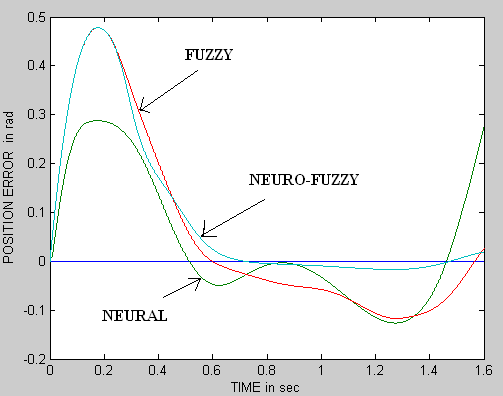 0.5
FUZZY
0.4
0.3
NEURO-FUZZY
0.2
0.1
0
NEURAL
-0.1
-0.2
POSITION ERROR in rad
0 0.2 0.4 0.6 0.8 1 1.2 1.4 1.6
TIME in sec